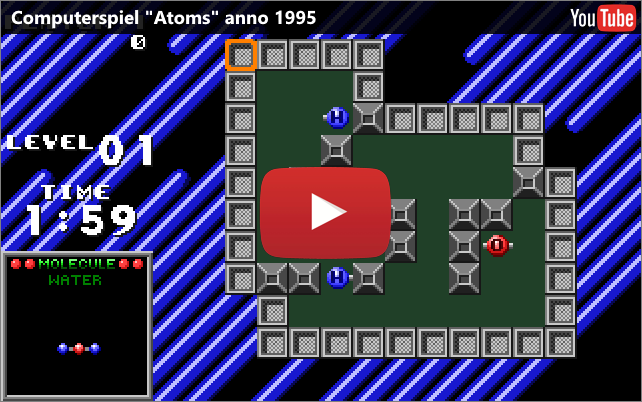 Computerspiel "Atoms" anno 1995
YouTube
0
LEVEL 01
TIME
1:59
MOLECULE
WATER
H
O
H